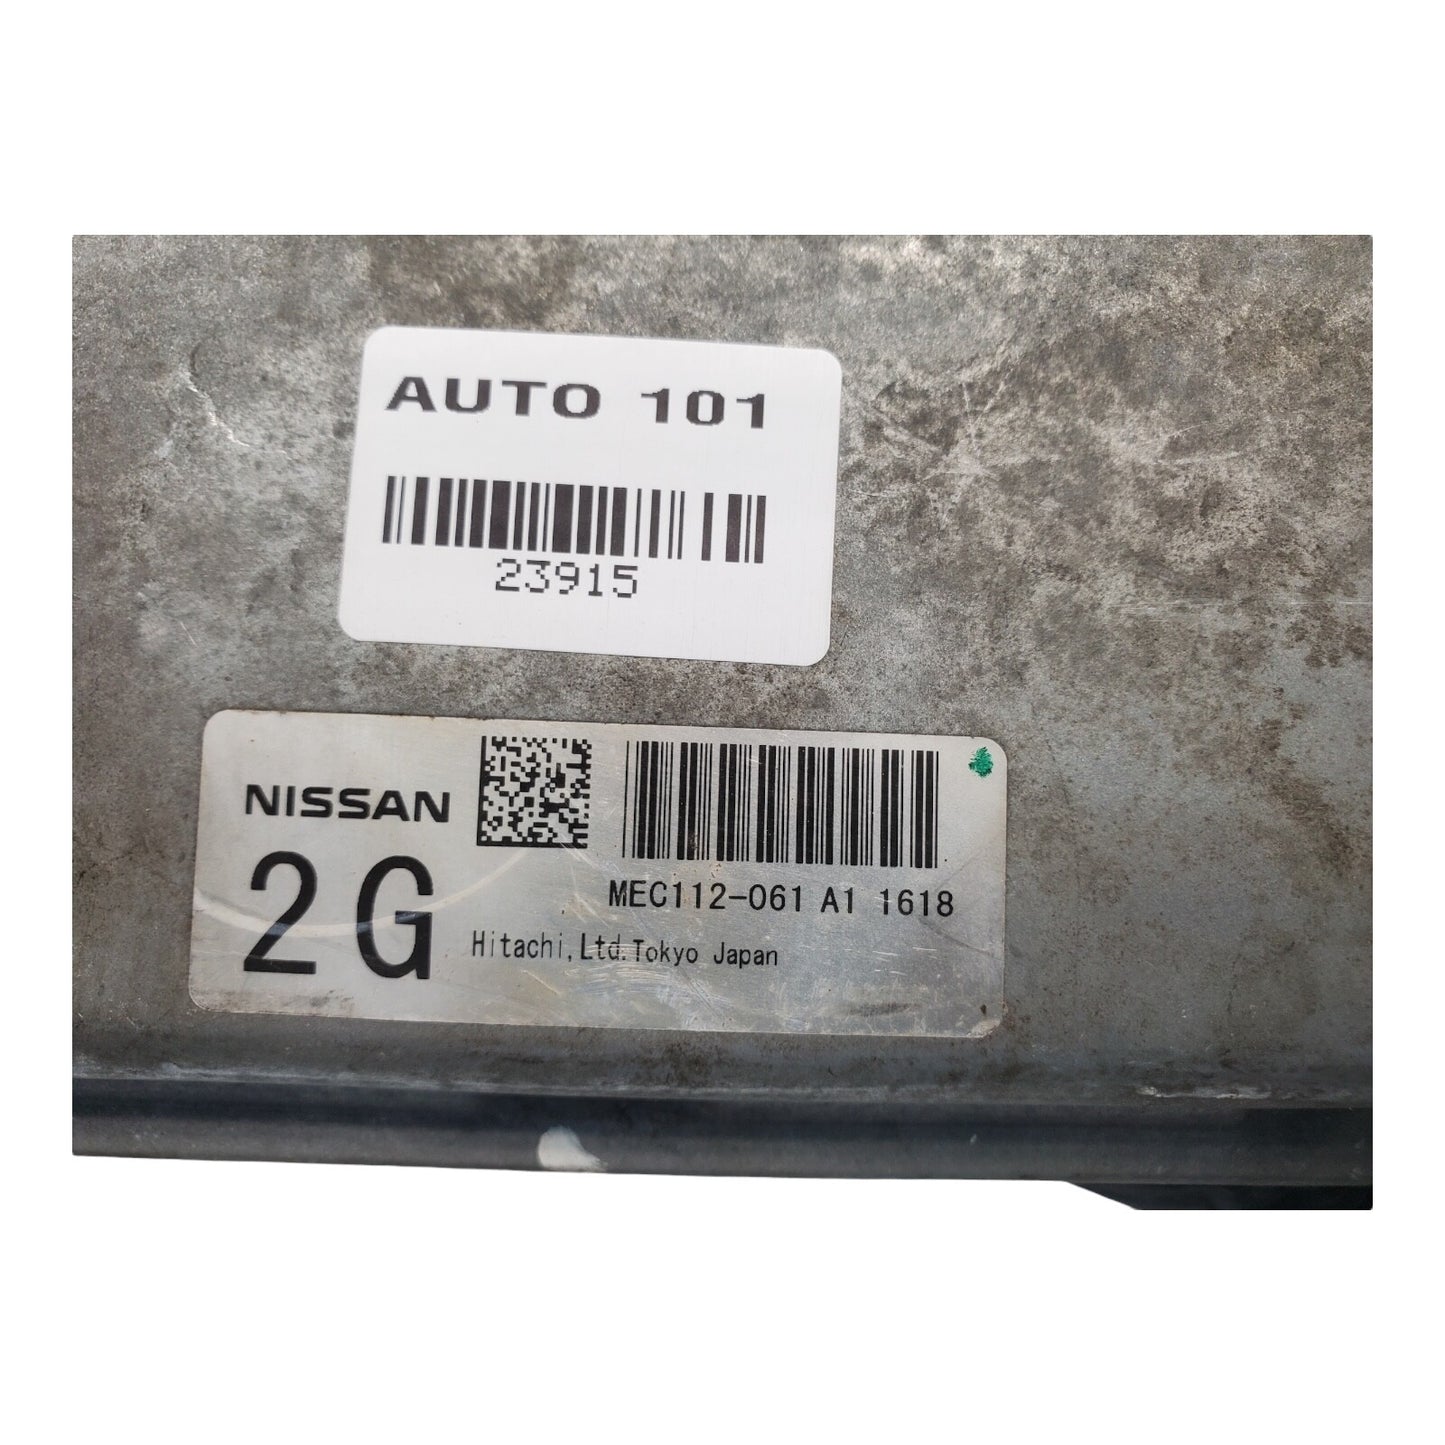 AUTO 101
23915
NISSAN
2G
MEC112-061 A1 1618
Hitachi,Ltd.Tokyo Japan